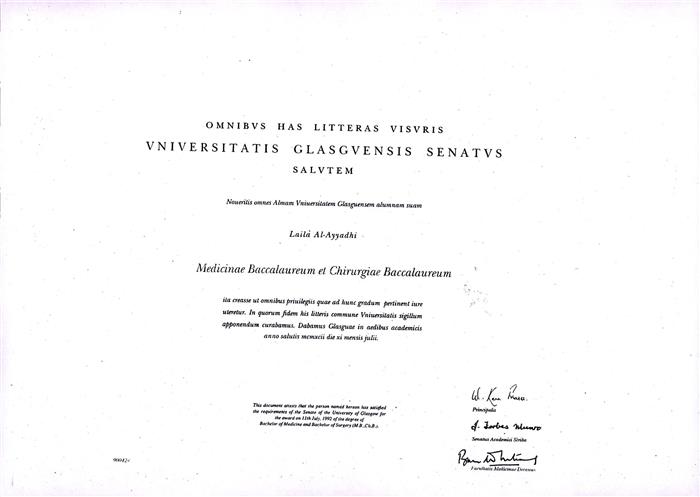 OMNIBVS HAS LITTERAS VISVRIS
VNIVERSITATIS GLASGVENSIS SENATVS
SALVTEM
Noueritis omnes Almam Vniuersitatem Glasguensem alumnam suam
Laila Al-Ayyadhi
Medicinae Baccalaureum et Chirurgiae Baccalaureum
ita creasse ut omnibus priuilegiis quae ad hunc gradum pertinent iure
uteretur. In quorum fidem his litteris commune Vniuersitatis sigillum
apponendum curabamus. Dabamus Glasguae in aedibus academicis
anno salutis mcmxcii die xi mensis julii.
This document attests that the person named hereon has satisfied
the requirements of the Senate of the University of Glasgow for
the award on 11th July, 1992 of the degree of
Bachelor of Medicine and Bachelor of Surgery (M.B.,Ch.B.).
Principalis
J. Forbes Munro
Senatus Academici Scriba
Facultatis Medicinae Decanus